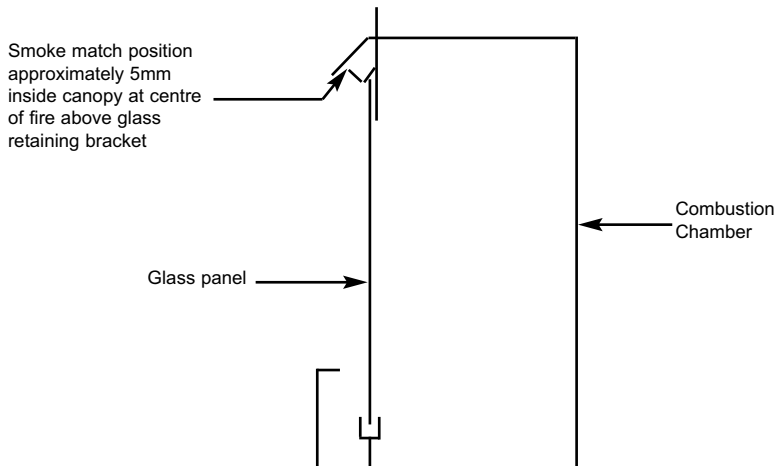 Smoke match position
approximately 5mm
inside canopy at centre
of fire above glass
retaining bracket
Combustion
Chamber
Glass panel